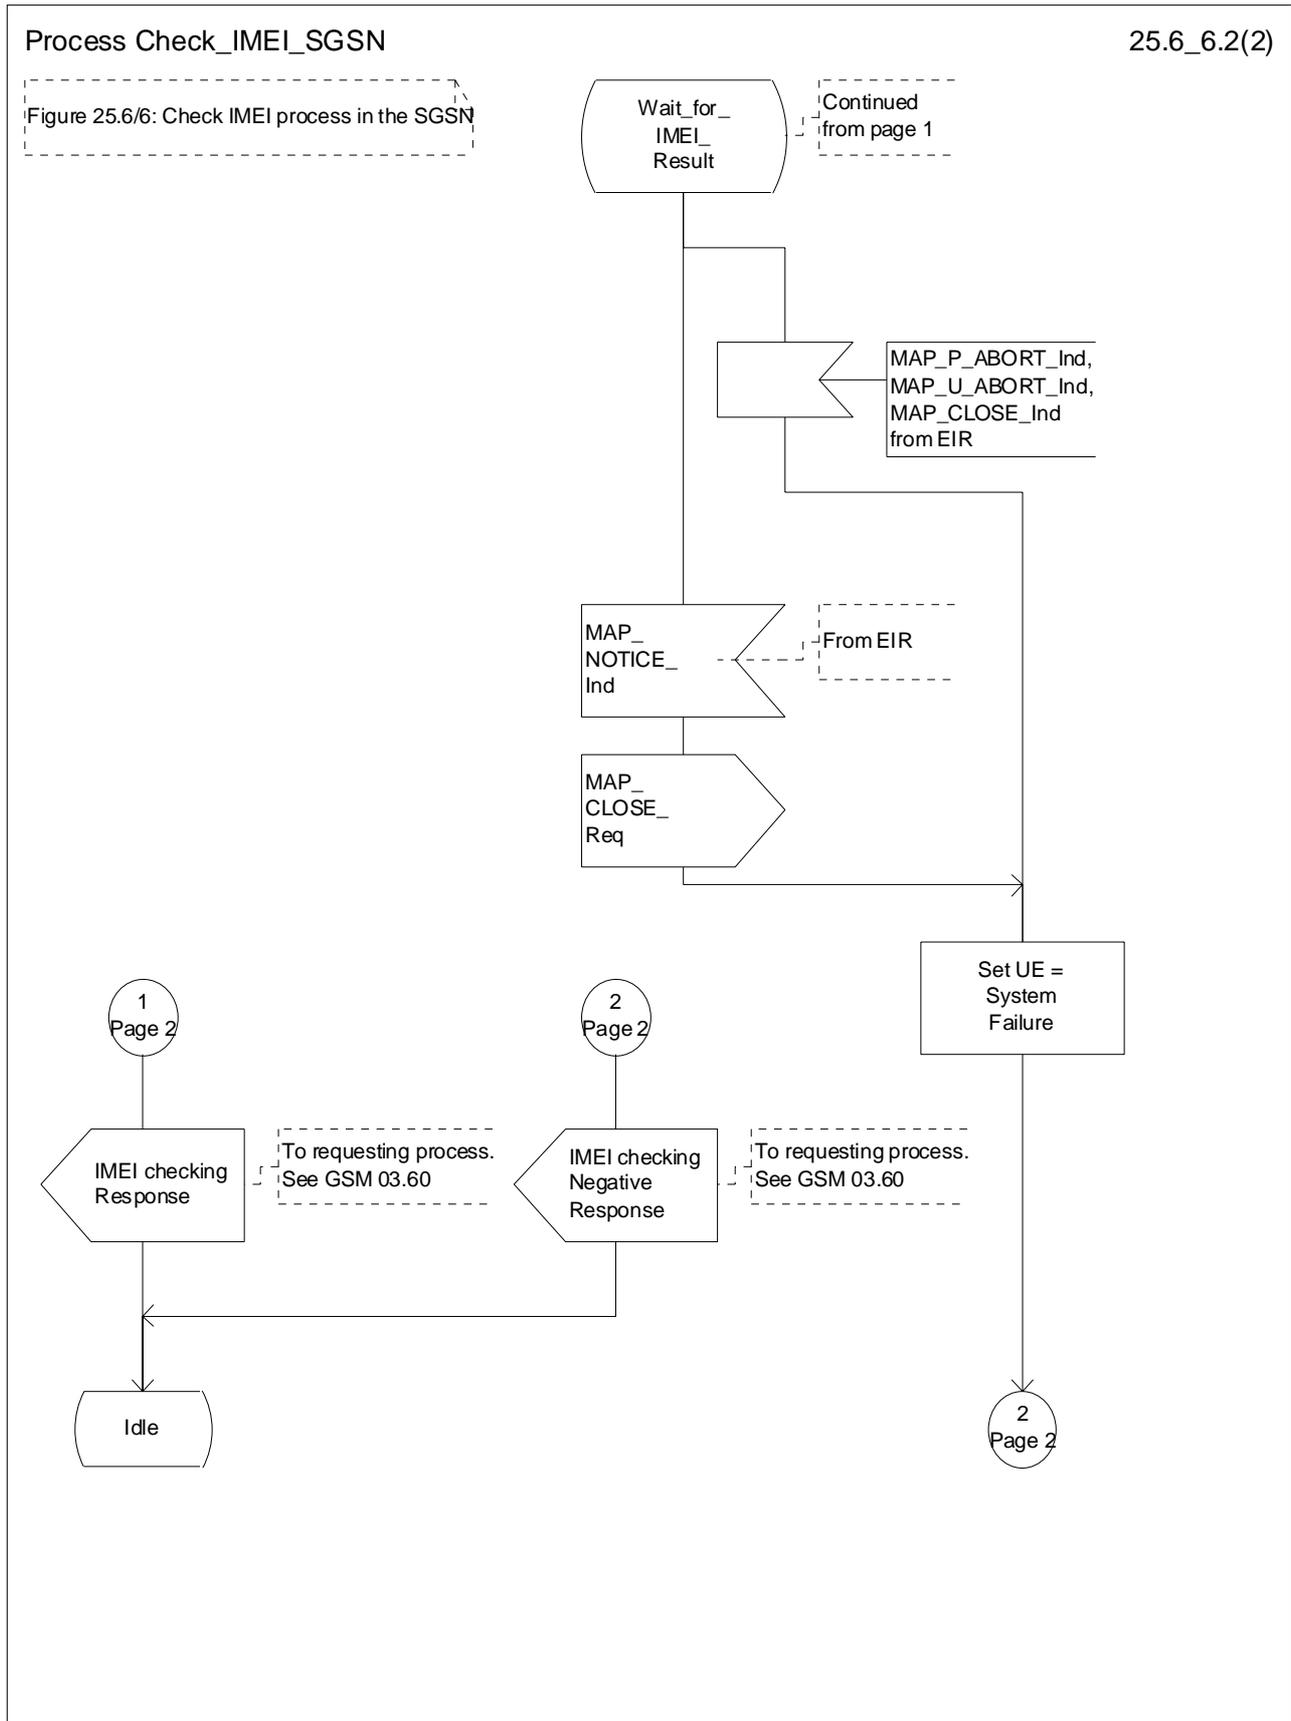 Process Check_IMEI_SGSN
25.6_6.2(2)
Figure 25.6/6: Check IMEI process in the SGSN
Wait_for_
IMEI_
Result
Continued
from page 1
MAP_P_ABORT_Ind,
MAP_U_ABORT_Ind,
MAP_CLOSE_Ind
from EIR
MAP_
NOTICE_
Ind
From EIR
MAP_
CLOSE_
Req
Set UE =
System
Failure
1
Page 2
2
Page 2
IMEI checking
Response
To requesting process.
See GSM 03.60
IMEI checking
Negative
Response
To requesting process.
See GSM 03.60
Idle
2
Page 2